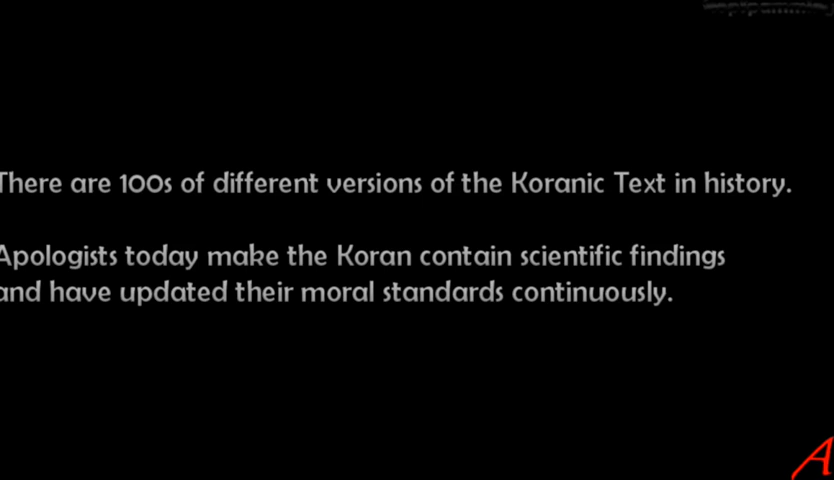 There are 100s of different versions of the Koranic Text in history.
Apologists today make the Koran contain scientific findings
and have updated their moral standards continuously.
A